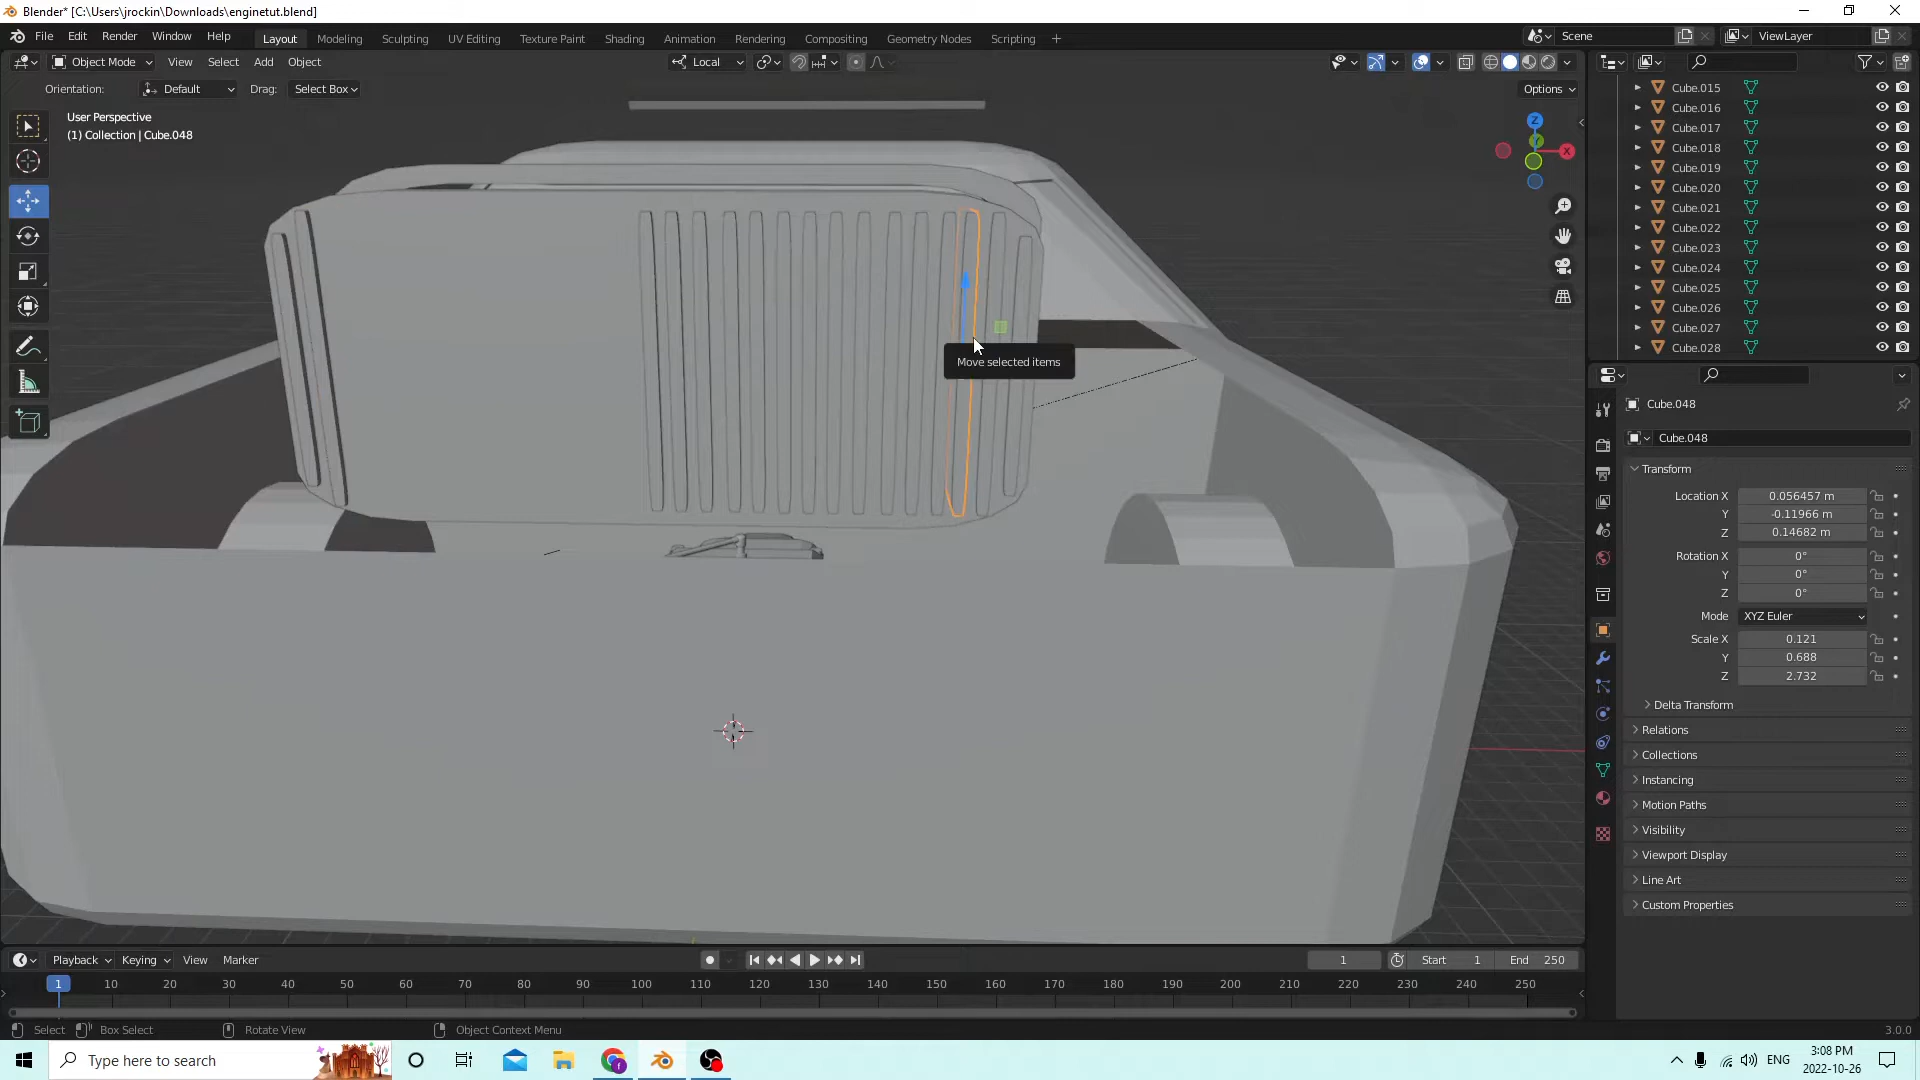 Blender* [C:\Users\jrockin\Downloads\enginetut.blend]
File Edit Render Window Help Layout Modeling Sculpting UV Editing Texture Paint Shading Animation Rendering Compositing Geometry Nodes Scripting + Scene ViewLayer
Object Mode View Select Add Object Local
Orientation: Default Drag: Select Box Options
User Perspective
(1) Collection | Cube.048
Z
Y
X
Move selected items
Cube.015
Cube.016
Cube.017
Cube.018
Cube.019
Cube.020
Cube.021
Cube.022
Cube.023
Cube.024
Cube.025
Cube.026
Cube.027
Cube.028
Cube.048
Cube.048
Transform
Location X 0.056457 m
Y -0.11966 m
Z 0.14682 m
Rotation X 0°
Y 0°
Z 0°
Mode XYZ Euler
Scale X 0.121
Y 0.688
Z 2.732
Delta Transform
Relations
Collections
Instancing
Motion Paths
Visibility
Viewport Display
Line Art
Custom Properties
Playback Keying View Marker 1 Start 1 End 250
1 10 20 30 40 50 60 70 80 90 100 110 120 130 140 150 160 170 180 190 200 210 220 230 240 250
Select Box Select Rotate View Object Context Menu 3.0.0
Type here to search ENG 3:08 PM
2022-10-26